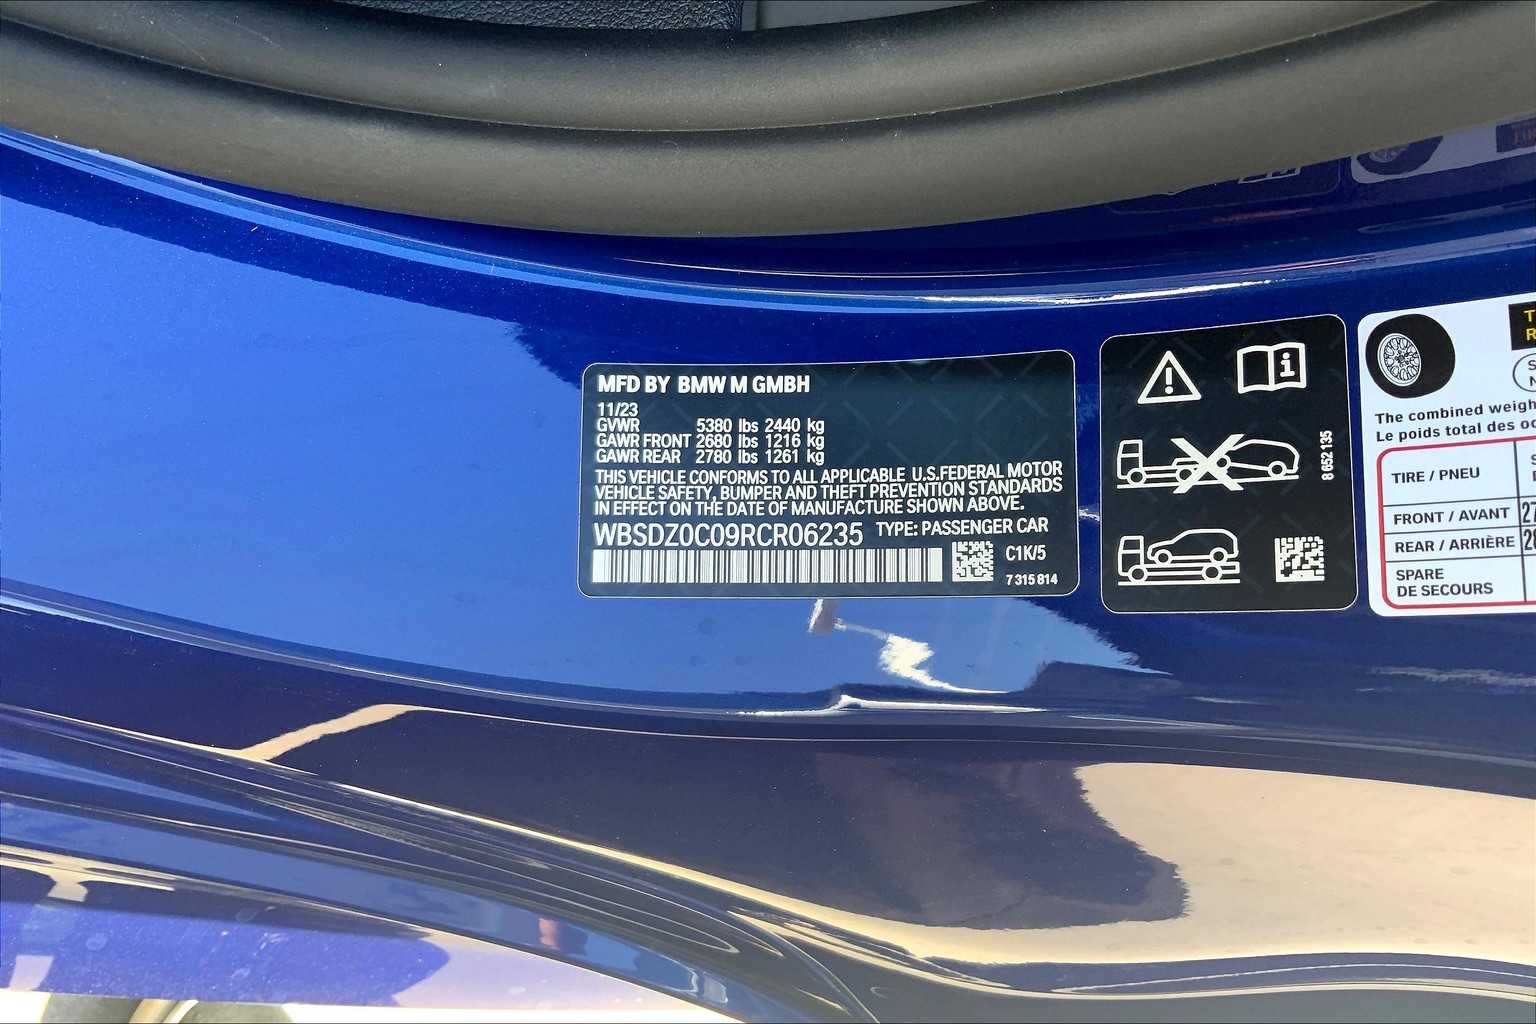 MFD BY BMW M GMBH
11/23
GVWR 5380 lbs 2440 kg
GAWR FRONT 2680 lbs 1216 kg
GAWR REAR 2780 lbs 1261 kg
THIS VEHICLE CONFORMS TO ALL APPLICABLE U.S.FEDERAL MOTOR
VEHICLE SAFETY, BUMPER AND THEFT PREVENTION STANDARDS
IN EFFECT ON THE DATE OF MANUFACTURE SHOWN ABOVE.
WBSDZ0C09RCR06235 TYPE: PASSENGER CAR
C1K/5
7 315 814
8 652 135
The combined
Le poids total des
TIRE / PNEU
FRONT / AVANT
REAR / ARRIÈRE
SPARE
DE SECOURS